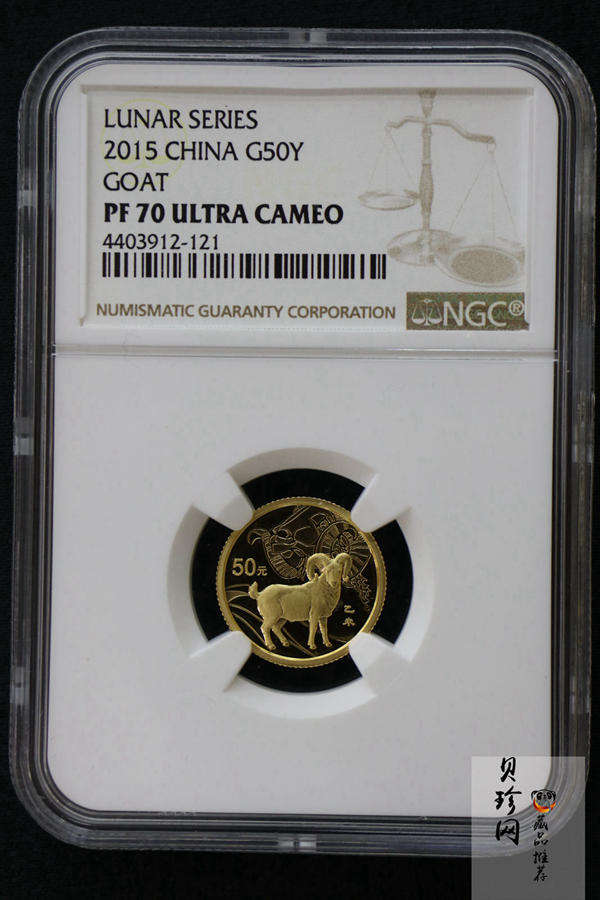 LUNAR SERIES
2015 CHINA G50Y
GOAT
PF 70 ULTRA CAMEO
4403912-121
NUMISMATIC GUARANTY CORPORATION
NGC®
50元
乙未
贝珍网
藏品推荐